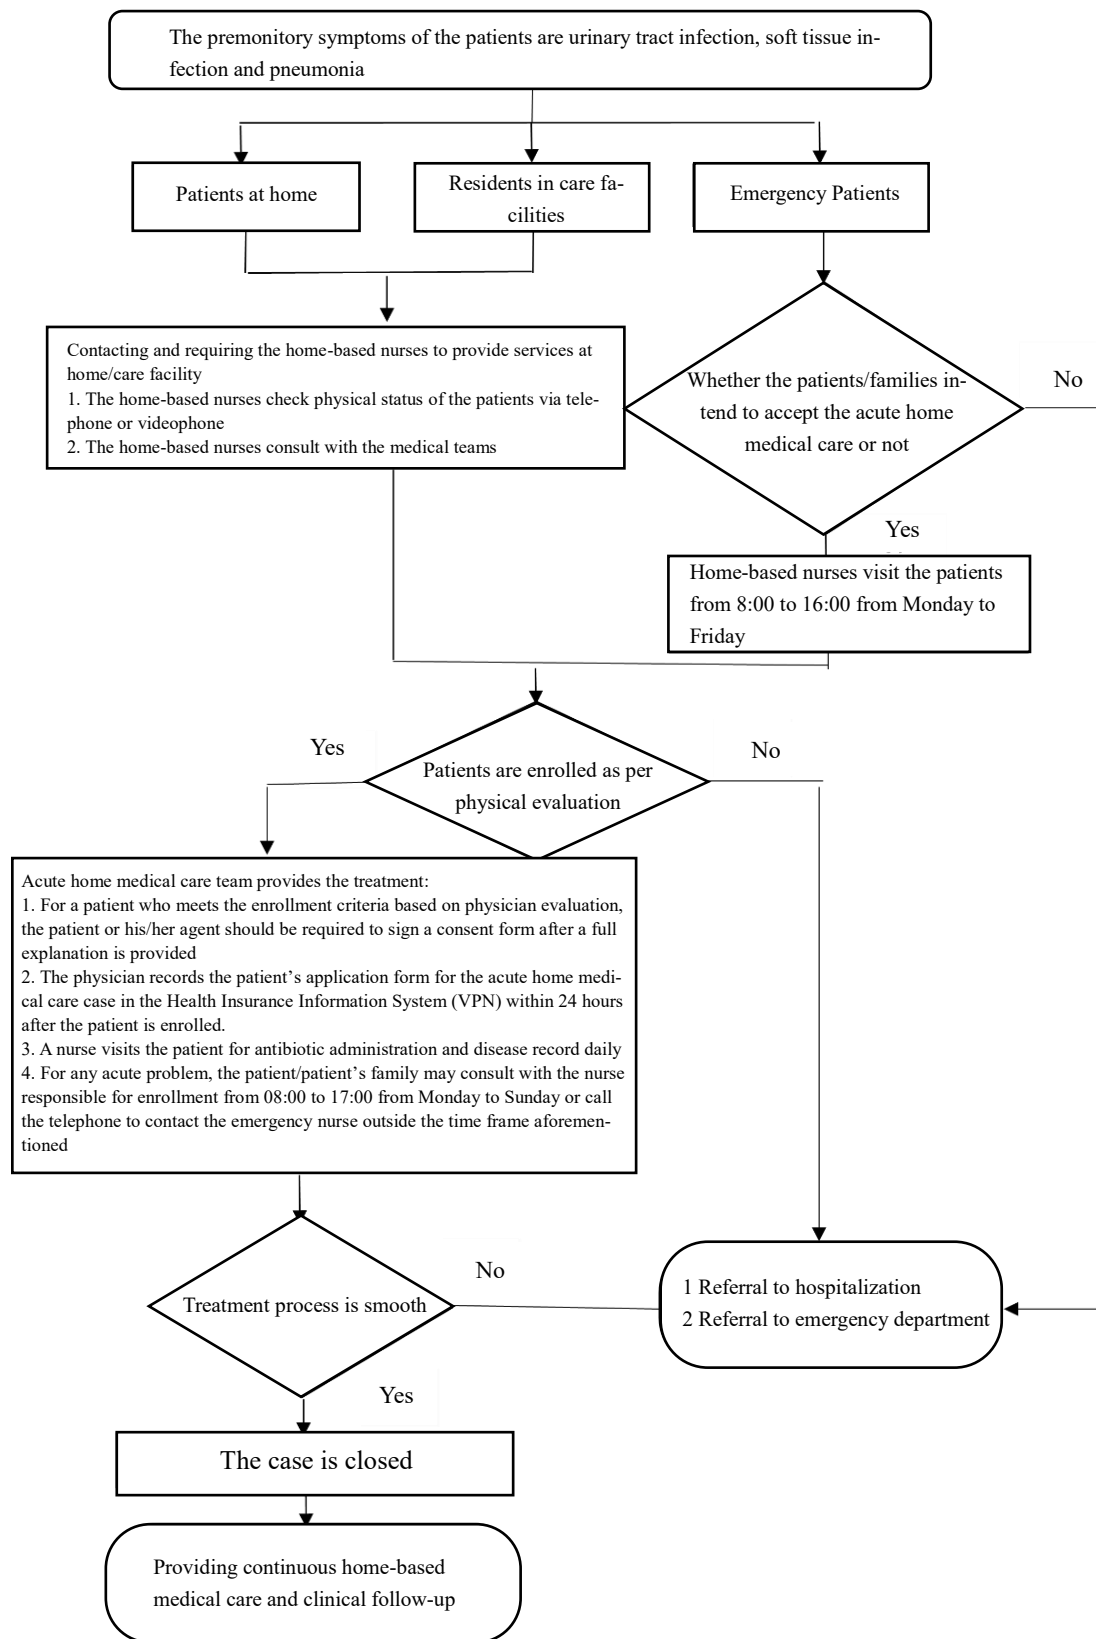 The premonitory symptoms of the patients are urinary tract infection, soft tissue in-
fection and pneumonia
Patients at home
Residents in care fa-
cilities
Emergency Patients
Contacting and requiring the home-based nurses to provide services at
home/care facility
1. The home-based nurses check physical status of the patients via tele-
phone or videophone
2. The home-based nurses consult with the medical teams
Whether the patients/families in-
tend to accept the acute home
medical care or not
No
Yes
Home-based nurses visit the patients
from 8:00 to 16:00 from Monday to
Friday
Yes
Patients are enrolled as per
physical evaluation
No
Acute home medical care team provides the treatment:
1. For a patient who meets the enrollment criteria based on physician evaluation,
the patient or his/her agent should be required to sign a consent form after a full
explanation is provided
2. The physician records the patient’s application form for the acute home medi-
cal care case in the Health Insurance Information System (VPN) within 24 hours
after the patient is enrolled.
3. A nurse visits the patient for antibiotic administration and disease record daily
4. For any acute problem, the patient/patient’s family may consult with the nurse
responsible for enrollment from 08:00 to 17:00 from Monday to Sunday or call
the telephone to contact the emergency nurse outside the time frame aforemen-
tioned
Treatment process is smooth
No
1 Referral to hospitalization
2 Referral to emergency department
Yes
The case is closed
Providing continuous home-based
medical care and clinical follow-up